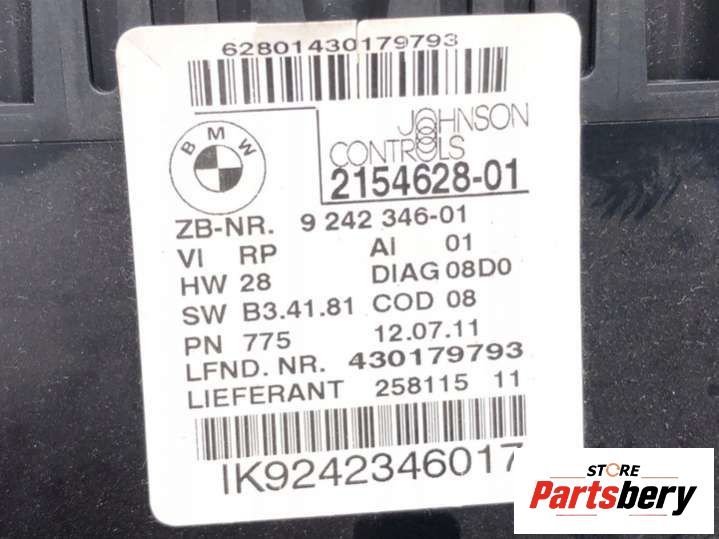 62801430179793
BMW
JOHNSON
CONTROLS
2154628-01
ZB-NR. 9 242 346-01
VI RP AI 01
HW 28 DIAG 08D0
SW B3.41.81 COD 08
PN 775 12.07.11
LFND. NR. 430179793
LIEFERANT 258115 11
IK9242346017
STORE
Partsbery